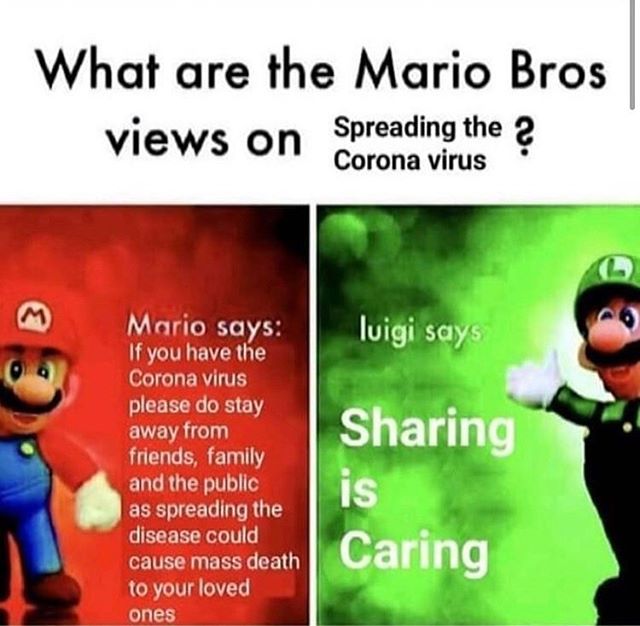 What are the Mario Bros
views on Spreading the ?
Corona virus
M
Mario says:
If you have the
Corona virus
please do stay
away from
friends, family
and the public
as spreading the
disease could
cause mass death
to your loved
ones
L
luigi says
Sharing
is
Caring